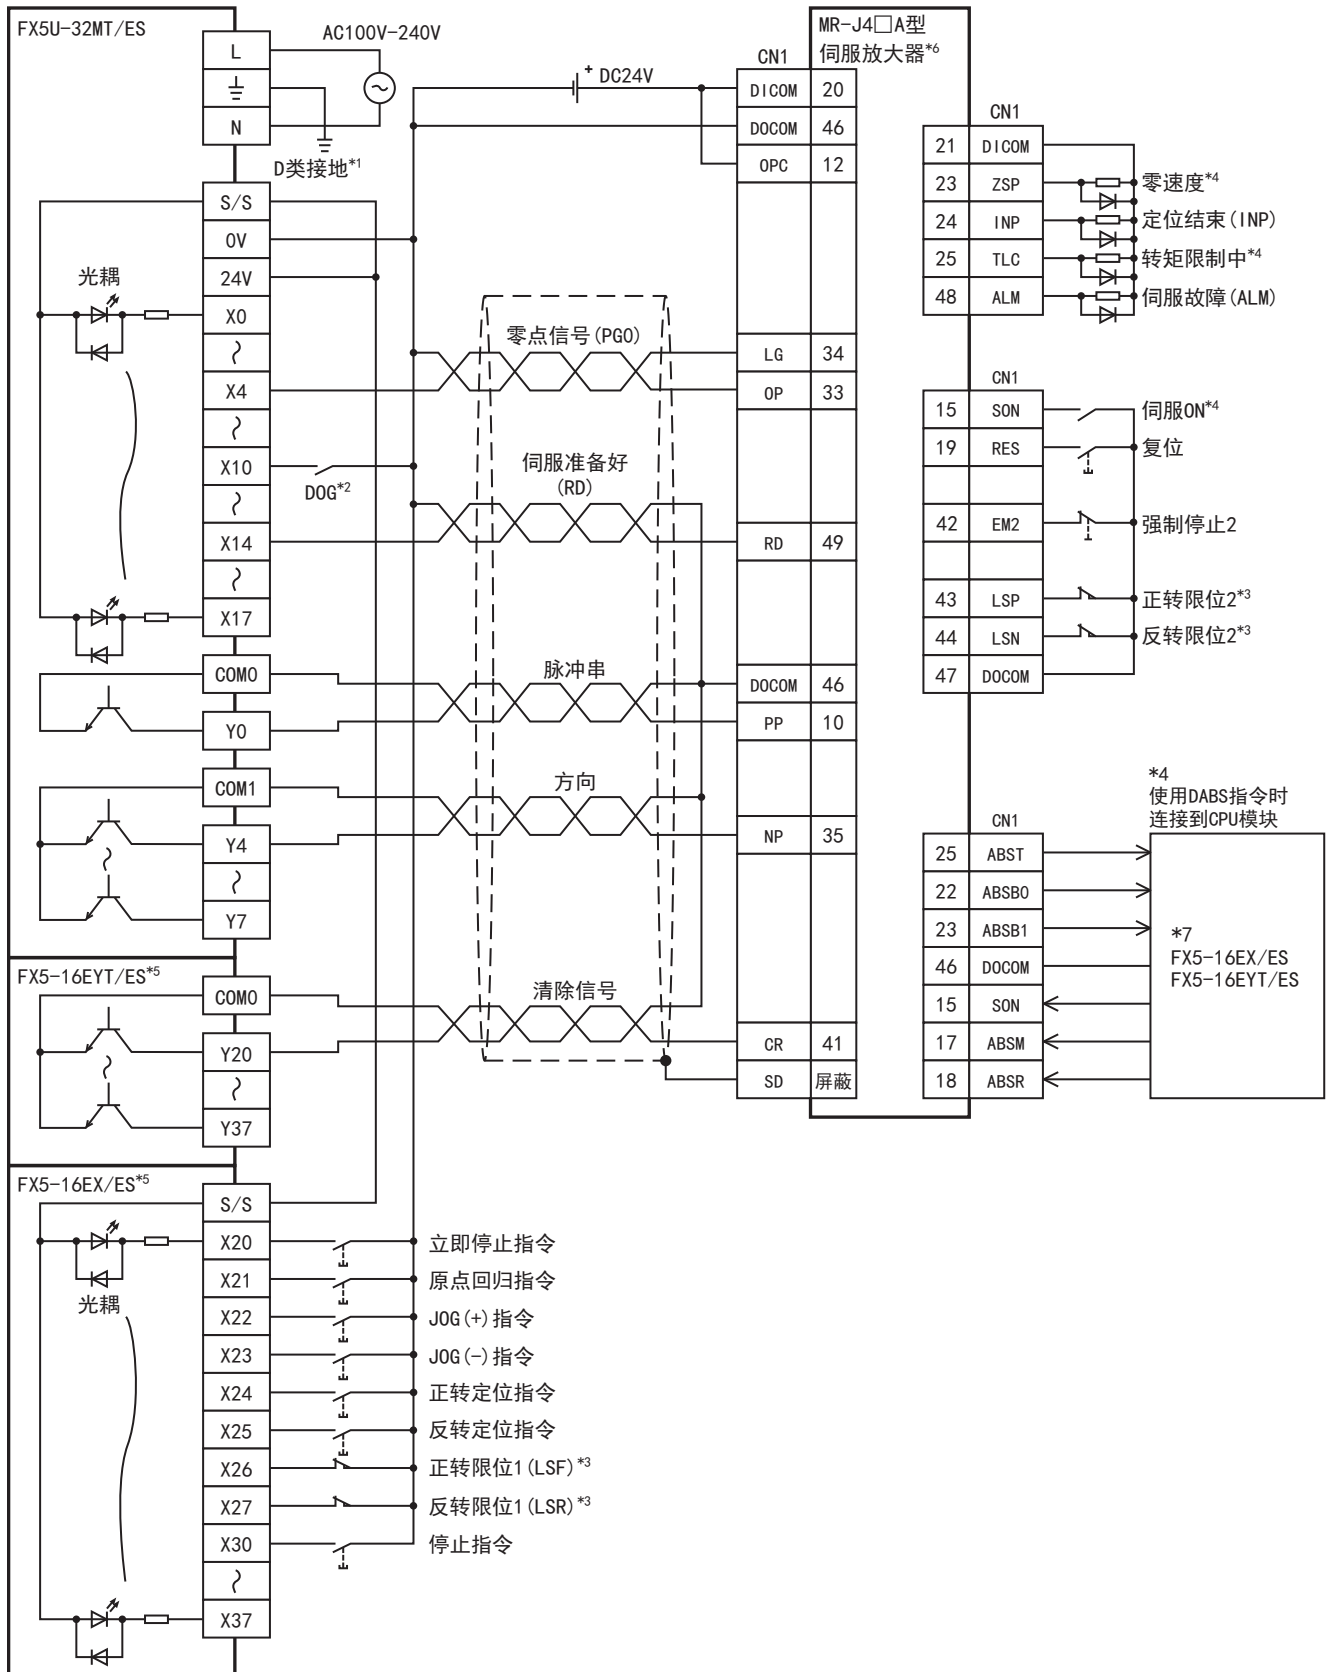 FX5U-32MT/ES
L
N
AC100V-240V
D类接地*1
S/S
0V
24V
X0
X4
X10
X14
X17
光耦
DOG*2
COM0
Y0
COM1
Y4
Y7
FX5-16EYT/ES*5
COM0
Y20
Y37
FX5-16EX/ES*5
S/S
X20
X21
X22
X23
X24
X25
X26
X27
X30
X37
光耦
立即停止指令
原点回归指令
JOG(+)指令
JOG(-)指令
正转定位指令
反转定位指令
正转限位1(LSF)*3
反转限位1(LSR)*3
停止指令
+ DC24V
零点信号(PG0)
伺服准备好
(RD)
脉冲串
方向
清除信号
MR-J4□A型
伺服放大器*6
CN1
DICOM 20
DOCOM 46
OPC 12
LG 34
OP 33
RD 49
DOCOM 46
PP 10
NP 35
CR 41
SD 屏蔽
CN1
21 DICOM
23 ZSP 零速度*4
24 INP 定位结束(INP)
25 TLC 转矩限制中*4
48 ALM 伺服故障(ALM)
CN1
15 SON 伺服ON*4
19 RES 复位
42 EM2 强制停止2
43 LSP 正转限位2*3
44 LSN 反转限位2*3
47 DOCOM
*4
使用DABS指令时
连接到CPU模块
CN1
25 ABST
22 ABSB0
23 ABSB1
46 DOCOM
15 SON
17 ABSM
18 ABSR
*7
FX5-16EX/ES
FX5-16EYT/ES